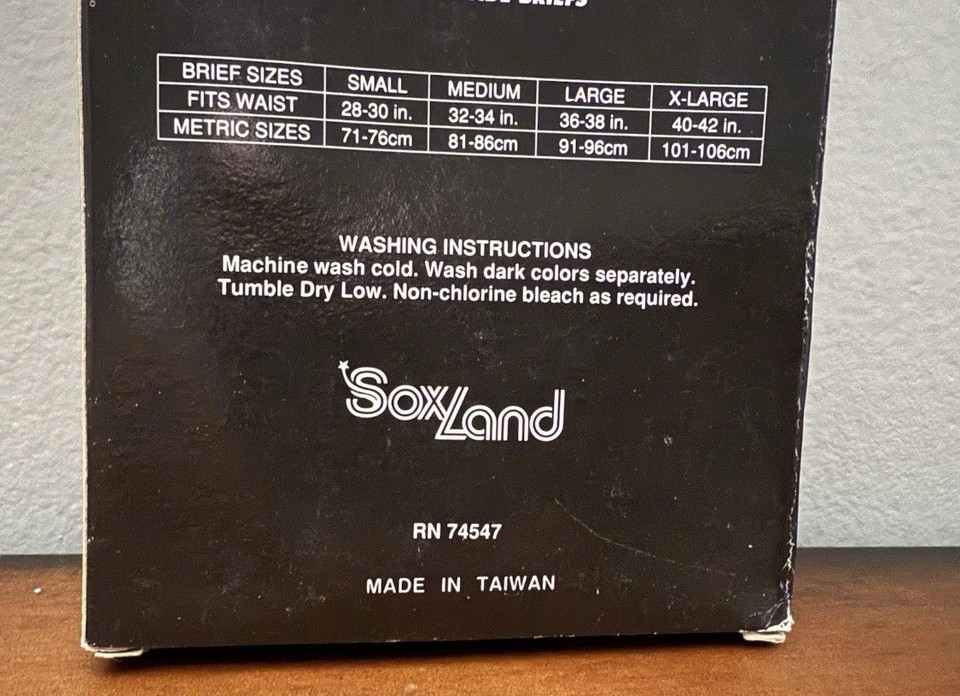 BRIEFS
BRIEF SIZES SMALL MEDIUM LARGE X-LARGE
FITS WAIST 28-30 in. 32-34 in. 36-38 in. 40-42 in.
METRIC SIZES 71-76cm 81-86cm 91-96cm 101-106cm
WASHING INSTRUCTIONS
Machine wash cold. Wash dark colors separately.
Tumble Dry Low. Non-chlorine bleach as required.
SoxLand
RN 74547
MADE IN TAIWAN